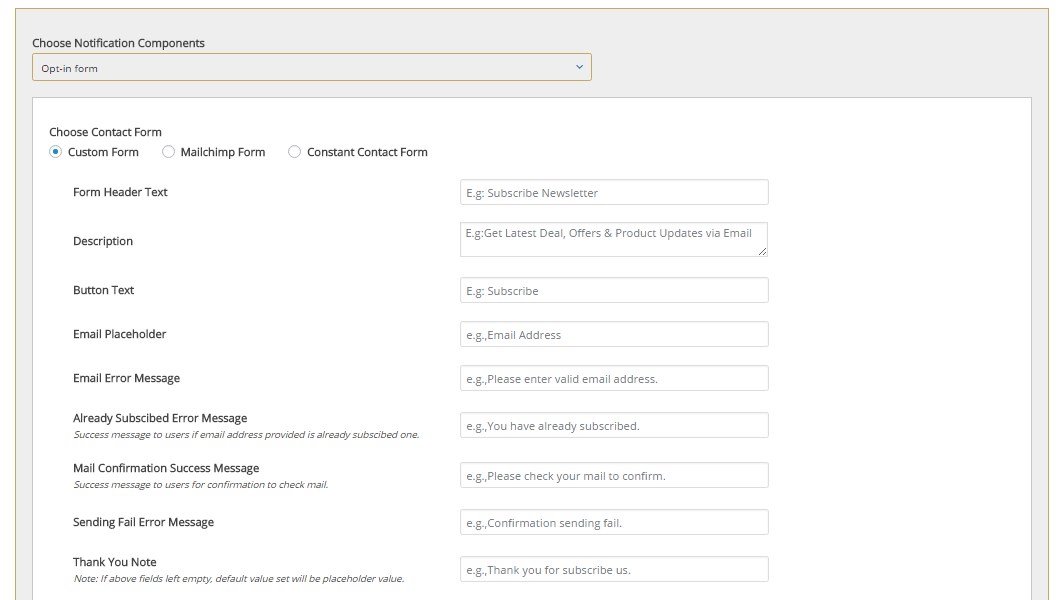 Choose Notification Components
Opt-in form
Choose Contact Form
Custom Form Mailchimp Form Constant Contact Form
Form Header Text E.g: Subscribe Newsletter
Description E.g:Get Latest Deal, Offers & Product Updates via Email
Button Text E.g: Subscribe
Email Placeholder e.g.,Email Address
Email Error Message e.g.,Please enter valid email address.
Already Subscibed Error Message e.g.,You have already subscribed.
Success message to users if email address provided is already subscibed one.
Mail Confirmation Success Message e.g.,Please check your mail to confirm.
Success message to users for confirmation to check mail.
Sending Fail Error Message e.g.,Confirmation sending fail.
Thank You Note e.g.,Thank you for subscribe us.
Note: If above fields left empty, default value set will be placeholder value.